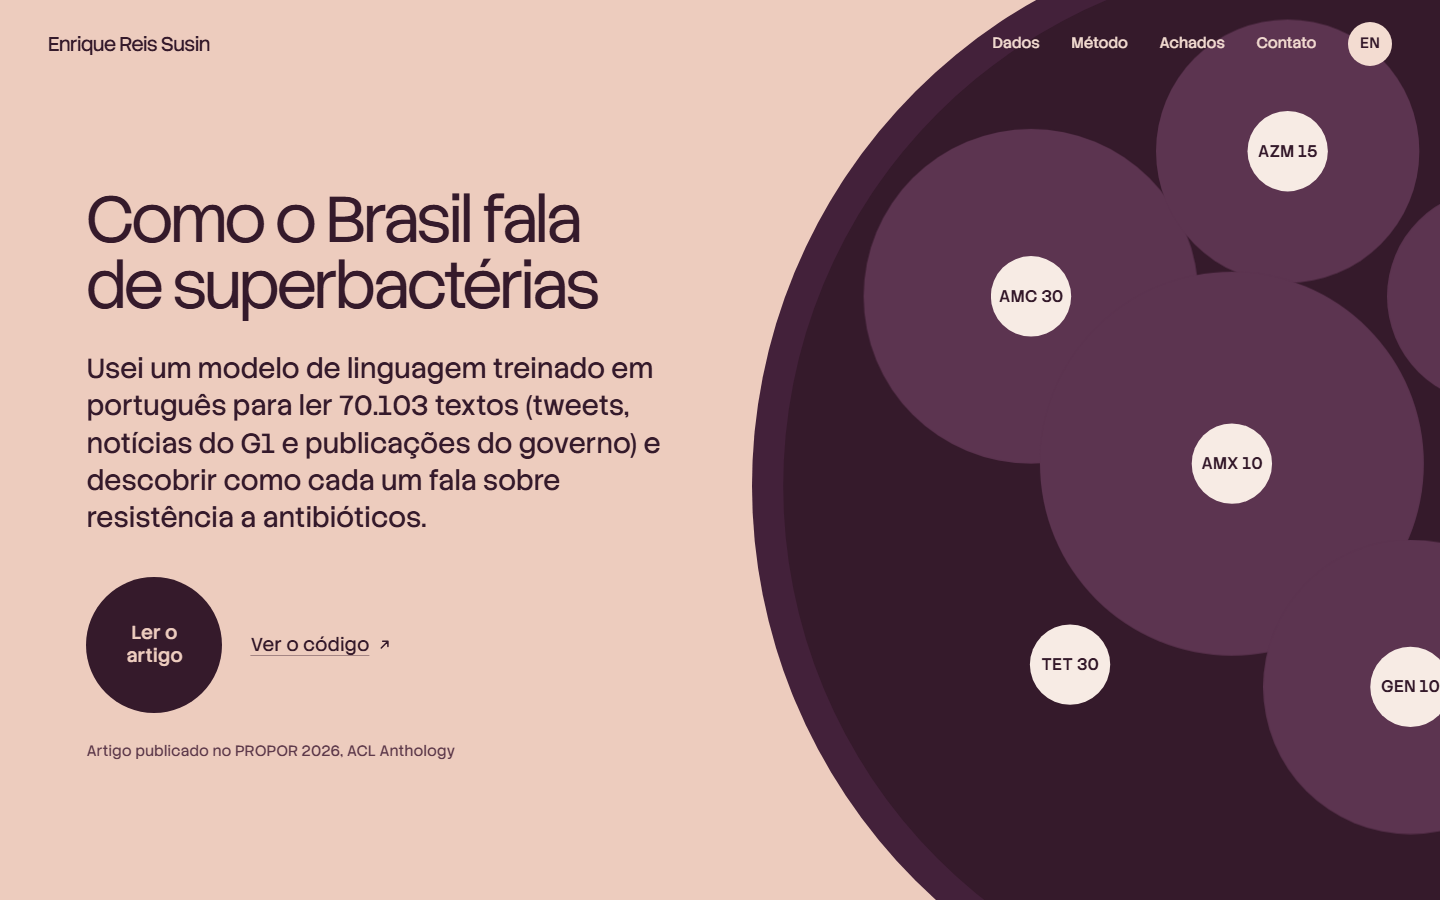 Enrique Reis Susin
Dados
Método
Achados
Contato
EN
Como o Brasil fala
de superbactérias
Usei um modelo de linguagem treinado em
português para ler 70.103 textos (tweets,
notícias do G1 e publicações do governo) e
descobrir como cada um fala sobre
resistência a antibióticos.
Ler o
artigo
Ver o código ↗
Artigo publicado no PROPOR 2026, ACL Anthology
AZM 15
AMC 30
AMX 10
TET 30
GEN 10